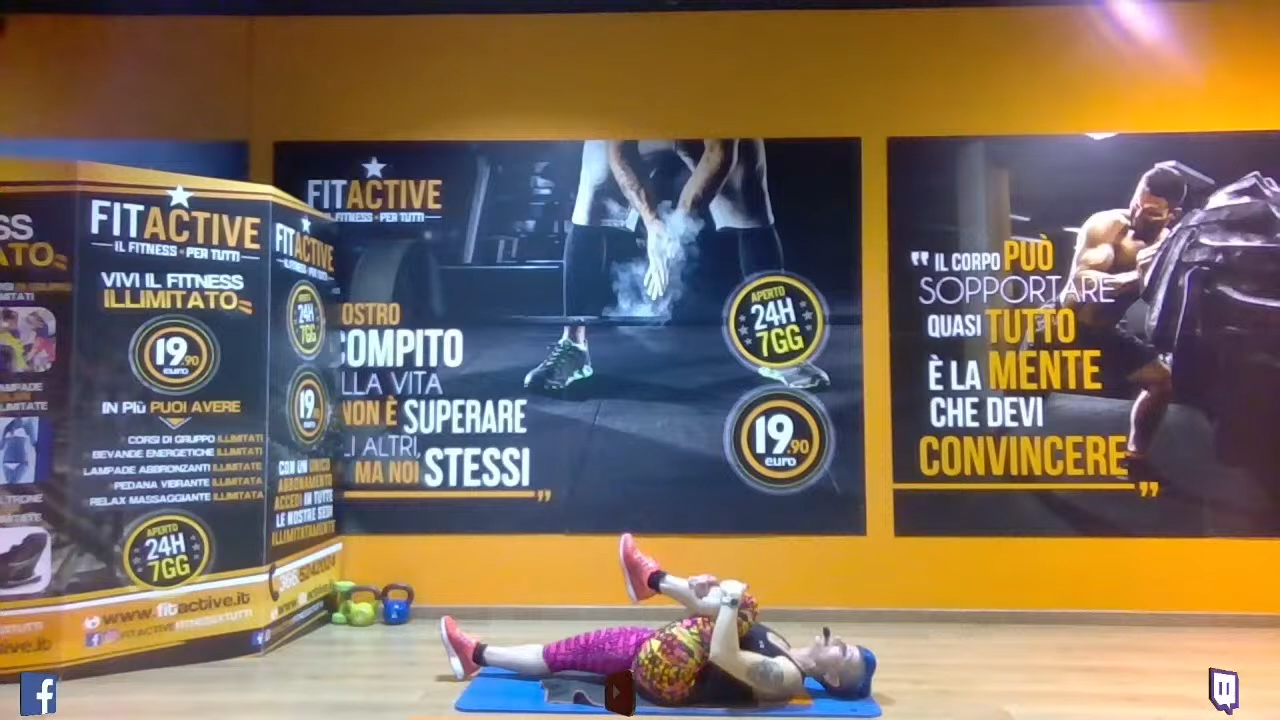 FITACTIVE
IL FITNESS PER TUTTI
VIVI IL FITNESS
ILLIMITATO
19.90
euro
IN Più PUOI AVERE
CORSI DI GRUPPO ILLIMITATI
BEVANDE ENERGETICHE ILLIMITATI
LAMPADE ABBRONZANTI ILLIMITATE
PEDANA VIBRANTE ILLIMITATA
RELAX MASSAGGIANTE ILLIMITATA
APERTO
24H
7GG
www.fitactive.it
FITACTIVE
APERTO
24H
7GG
19
CON UN UNICO
ABBONAMENTO
ACCEDI IN TUTTE
LE NOSTRE SEDI
ILLIMITATAMENTE
FITACTIVE
IL FITNESS PER TUTTI
OSTRO
COMPITO
LLA VITA
NON È SUPERARE
LI ALTRI,
MA NOI STESSI
"
APERTO
24H
7GG
19.90
euro
" IL CORPO PUÒ
SOPPORTARE
QUASI TUTTO
È LA MENTE
CHE DEVI
CONVINCERE
"